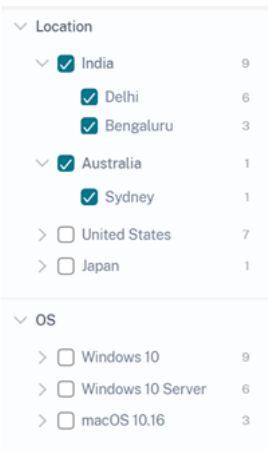 Location
India 9
Delhi 6
Bengaluru 3
Australia 1
Sydney 1
United States 7
Japan 1
OS
Windows 10 9
Windows 10 Server 6
macOS 10.16 3